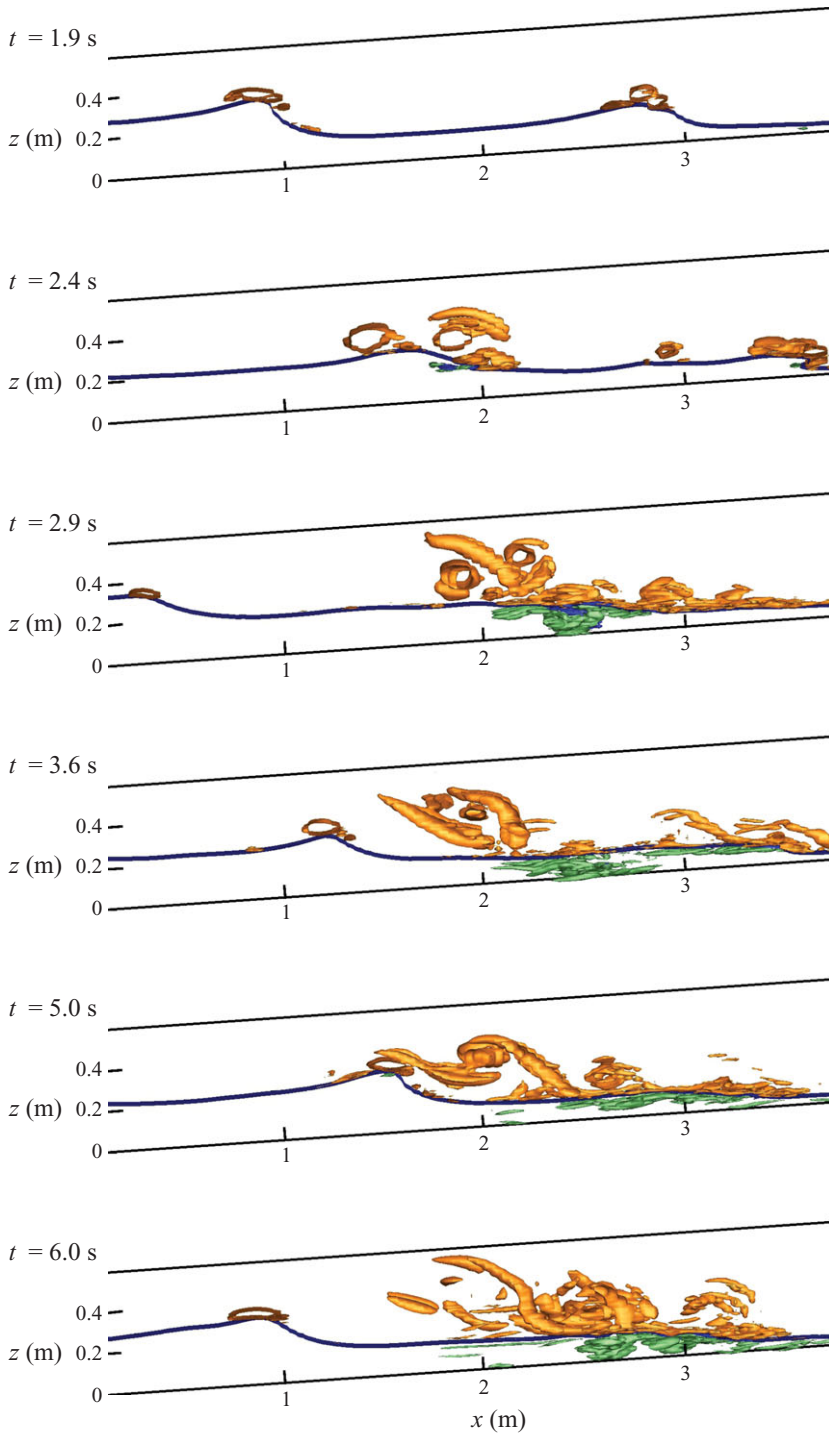 t = 1.9 s
0.4
z (m) 0.2
0
1 2 3
t = 2.4 s
0.4
z (m) 0.2
0
1 2 3
t = 2.9 s
0.4
z (m) 0.2
0
1 2 3
t = 3.6 s
0.4
z (m) 0.2
0
1 2 3
t = 5.0 s
0.4
z (m) 0.2
0
1 2 3
t = 6.0 s
0.4
z (m) 0.2
0
1 2 3
x (m)